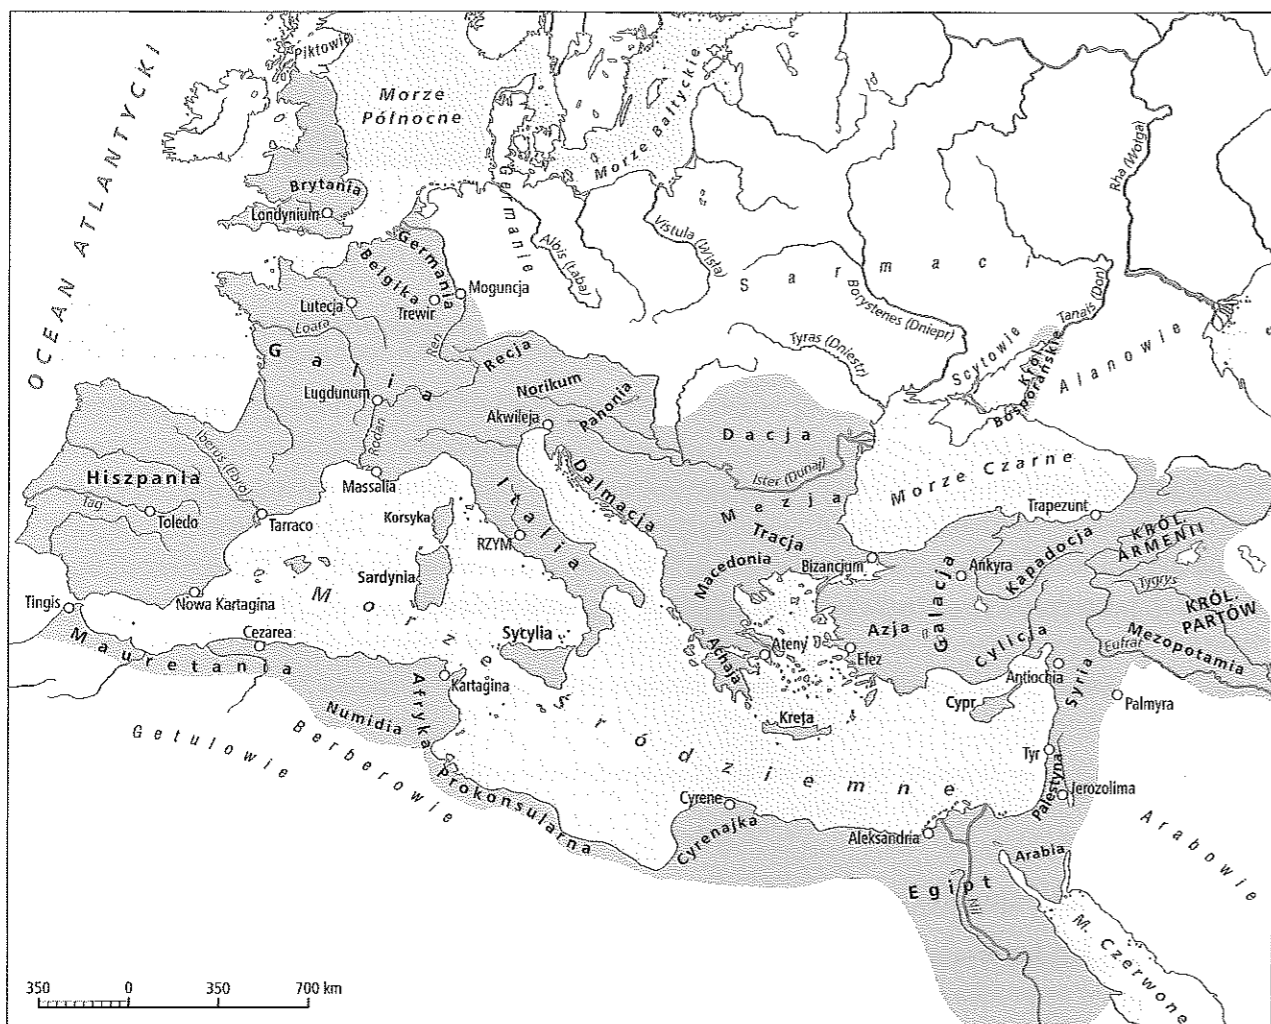 OCEAN ATLANTYCKI
Piktowie
Morze
Północne
Morze Bałtyckie
Brytania
Londynium
Germanie
Germania
Belgika
Moguncja
Trewir
Lutecja
Loara
Ren
Albis (Łaba)
Vistula (Wisła)
Sarmaci
Borystenes (Dniepr)
Tyras (Dniestr)
Rha (Wołga)
Tanais (Don)
Scytowie
Król.
Bosporańskie
Alanowie
Galia
Lugdunum
Rodan
Recja
Norikum
Panonia
Akwileja
Dacja
Ister (Dunaj)
Morze Czarne
Hiszpania
Iberus (Ebro)
Tag
Toledo
Tarraco
Massalia
Nowa Kartagina
Korsyka
Sardynia
Italia
RZYM
Dalmacja
Mezja
Tracja
Macedonia
Bizancjum
Trapezunt
Ankyra
Galacja
Kapadocja
KRÓL.
ARMENII
Tygrys
KRÓL.
PARTÓW
Mezopotamia
Eufrat
Azja
Efez
Ateny
Achaja
Cylicja
Antiochia
Syria
Cypr
Palmyra
Kreta
Sycylia
Tingis
Mauretania
Cezarea
Kartagina
Numidia
Afryka
prokonsularna
Getulowie
Berberowie
Morze Śródziemne
Cyrene
Cyrenajka
Aleksandria
Egipt
Nil
Tyr
Palestyna
Jerozolima
Arabia
Arabowie
M. Czerwone
350 0 350 700 km